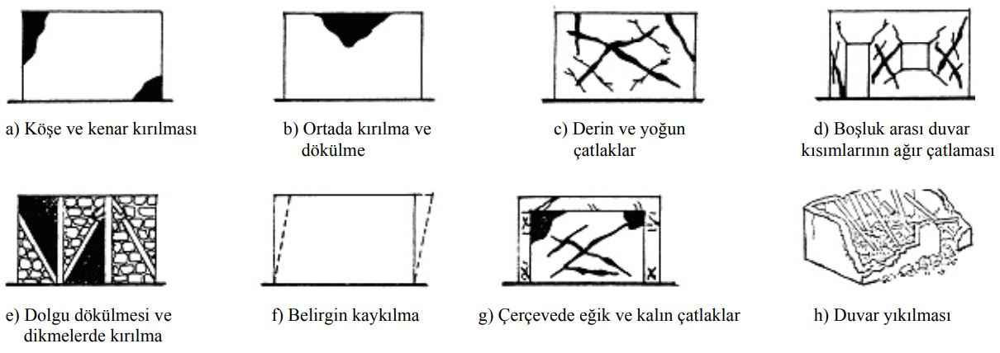 a) Köşe ve kenar kırılması
b) Ortada kırılma ve
dökülme
c) Derin ve yoğun
çatlaklar
d) Boşluk arası duvar
kısımlarının ağır çatlaması
e) Dolgu dökülmesi ve
dikmelerde kırılma
f) Belirgin kaykılma
g) Çerçevede eğik ve kalın çatlaklar
h) Duvar yıkılması